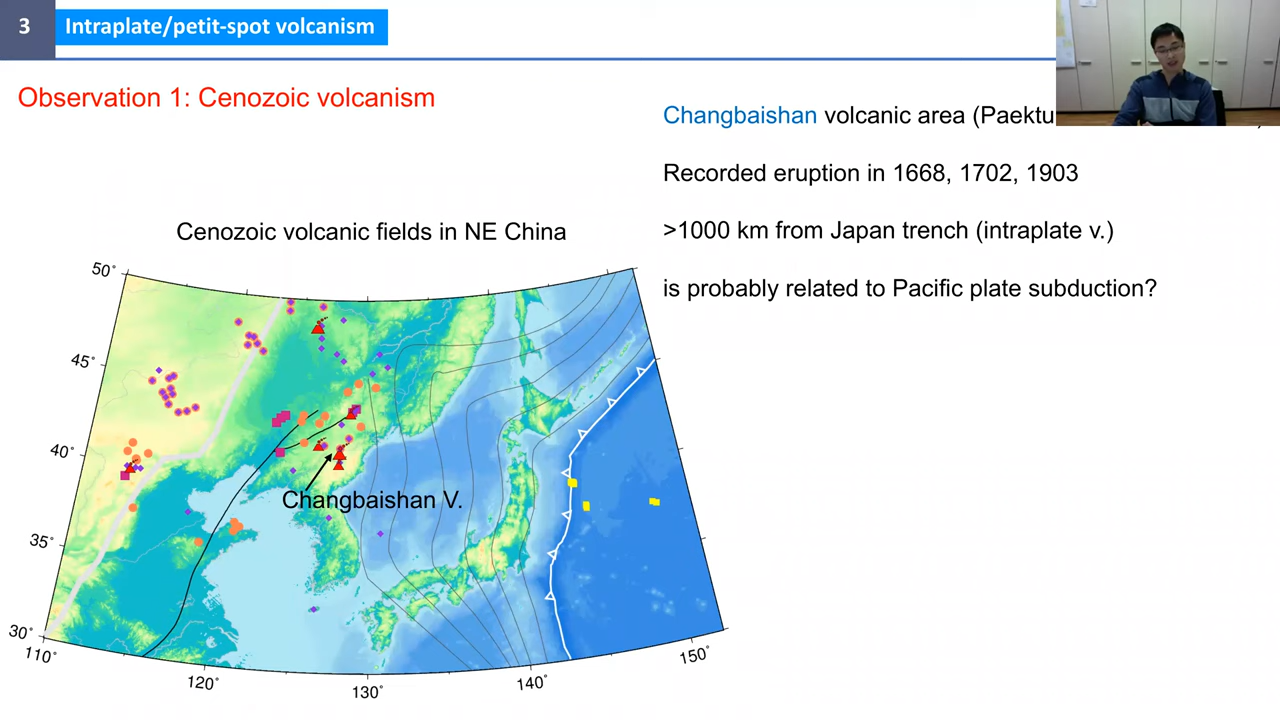 3
Intraplate/petit-spot volcanism
Observation 1: Cenozoic volcanism
Changbaishan volcanic area (Paektu
Recorded eruption in 1668, 1702, 1903
>1000 km from Japan trench (intraplate v.)
is probably related to Pacific plate subduction?
Cenozoic volcanic fields in NE China
50°
45°
40°
35°
30°
Changbaishan V.
110°
120°
130°
140°
150°